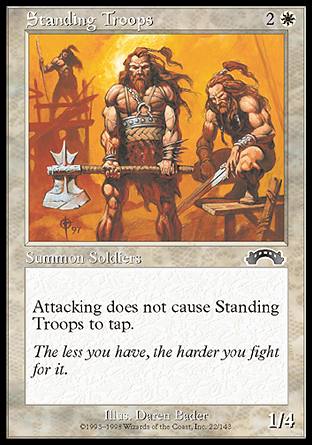 Standing Troops 2
Summon Soldiers
Attacking does not cause Standing
Troops to tap.
The less you have, the harder you fight
for it.
Illus. Daren Bader
©1993-1998 Wizards of the Coast, Inc. 22/143
1/4